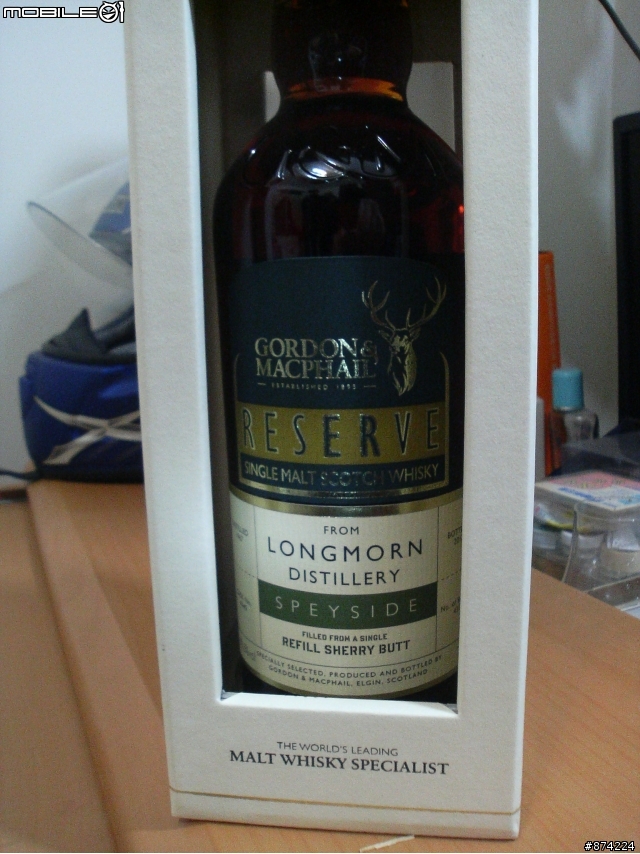 MOBILE01
GORDON &
MACPHAIL
ESTABLISHED 1895
RESERVE
SINGLE MALT SCOTCH WHISKY
FROM
LONGMORN
DISTILLERY
SPEYSIDE
FILLED FROM A SINGLE
REFILL SHERRY BUTT
SPECIALLY SELECTED, PRODUCED AND BOTTLED BY
GORDON & MACPHAIL, ELGIN, SCOTLAND
THE WORLD'S LEADING
MALT WHISKY SPECIALIST
#874224